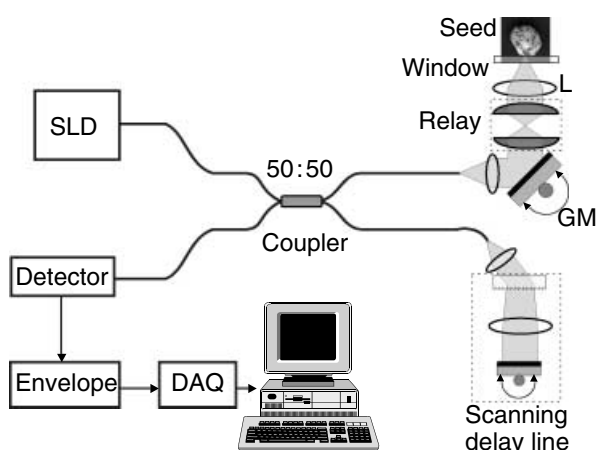 Seed
Window
L
Relay
SLD
50:50
GM
Coupler
Detector
Envelope
DAQ
Scanning
delay line